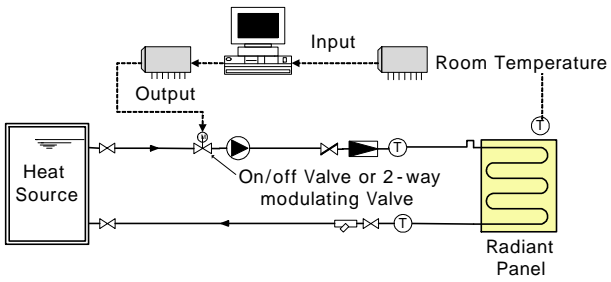 Input
Room Temperature
Output
M
T
T
Heat
Source
On/off Valve or 2-way
modulating Valve
T
Radiant
Panel